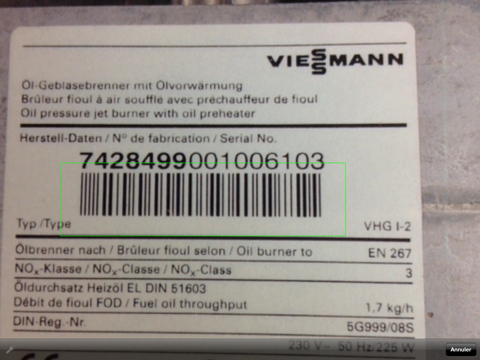 VIESSMANN
Öl-Gebläsebrenner mit Ölvorwärmung
Brûleur fioul à air soufflé avec préchauffeur de fioul
Oil pressure jet burner with oil preheater
Herstell-Daten / Nº de fabrication / Serial No.
7428499001006103
Typ /Type VHG I-2
Ölbrenner nach / Brûleur fioul selon / Oil burner to EN 267
NOx-Klasse / NOx-Classe / NOx-Class 3
Öldurchsatz Heizöl EL DIN 51603
Débit de fioul FOD / Fuel oil throughput 1,7 kg/h
DIN-Reg.-Nr. 5G999/08S
230 V~ 50 Hz/225 W
Annuler